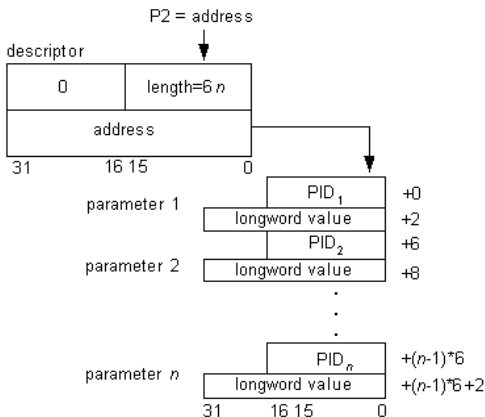 P2 = address
descriptor
0 length=6 n
address
31 16 15 0
PID1 +0
parameter 1
longword value +2
PID2 +6
parameter 2
longword value +8
.
.
.
PIDn +(n-1)*6
parameter n
longword value +(n-1)*6+2
31 16 15 0